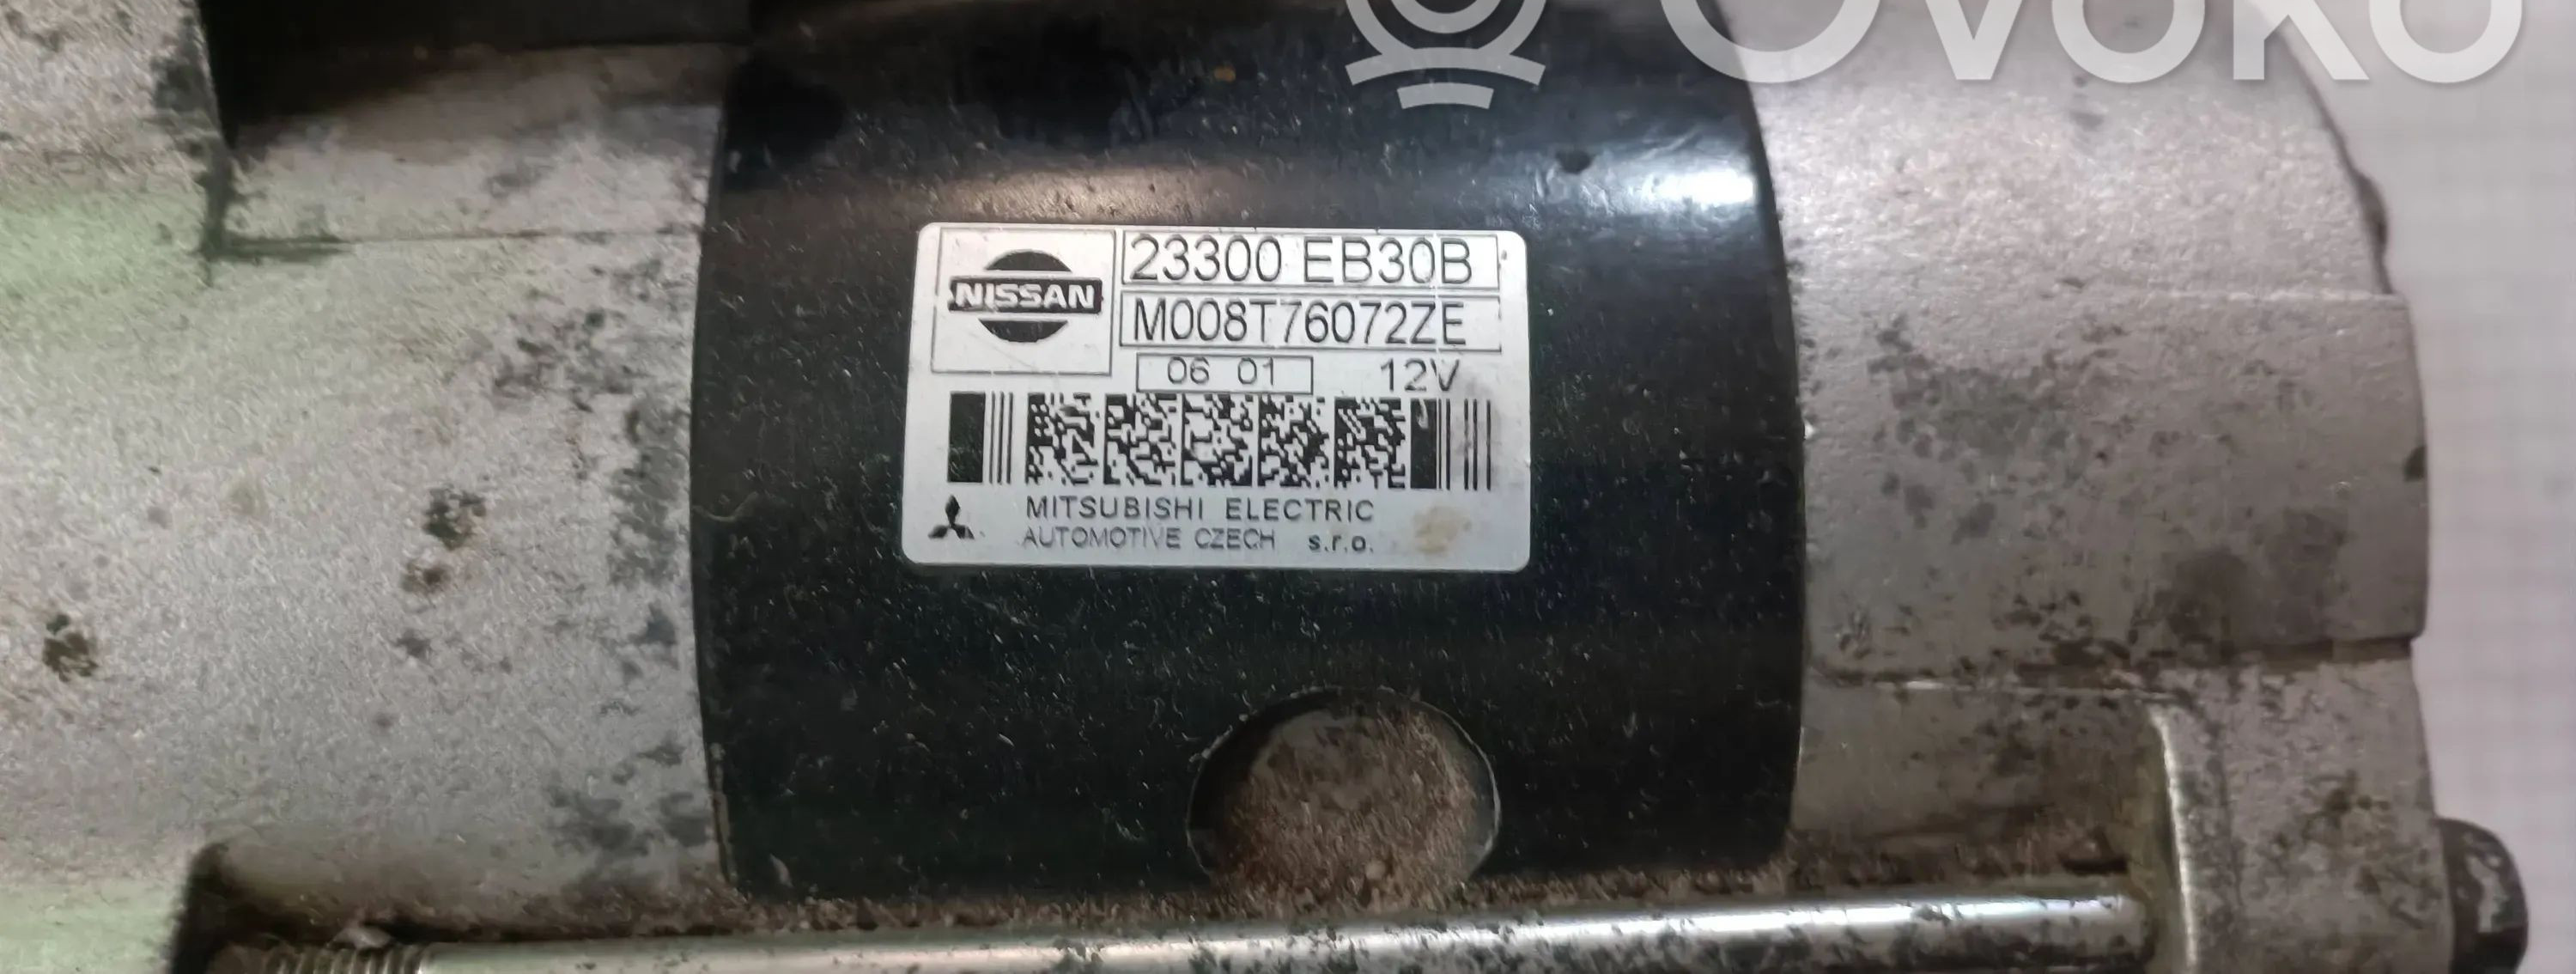 Ovoko
NISSAN
23300 EB30B
M008T76072ZE
06 01 12V
MITSUBISHI ELECTRIC
AUTOMOTIVE CZECH s.r.o.